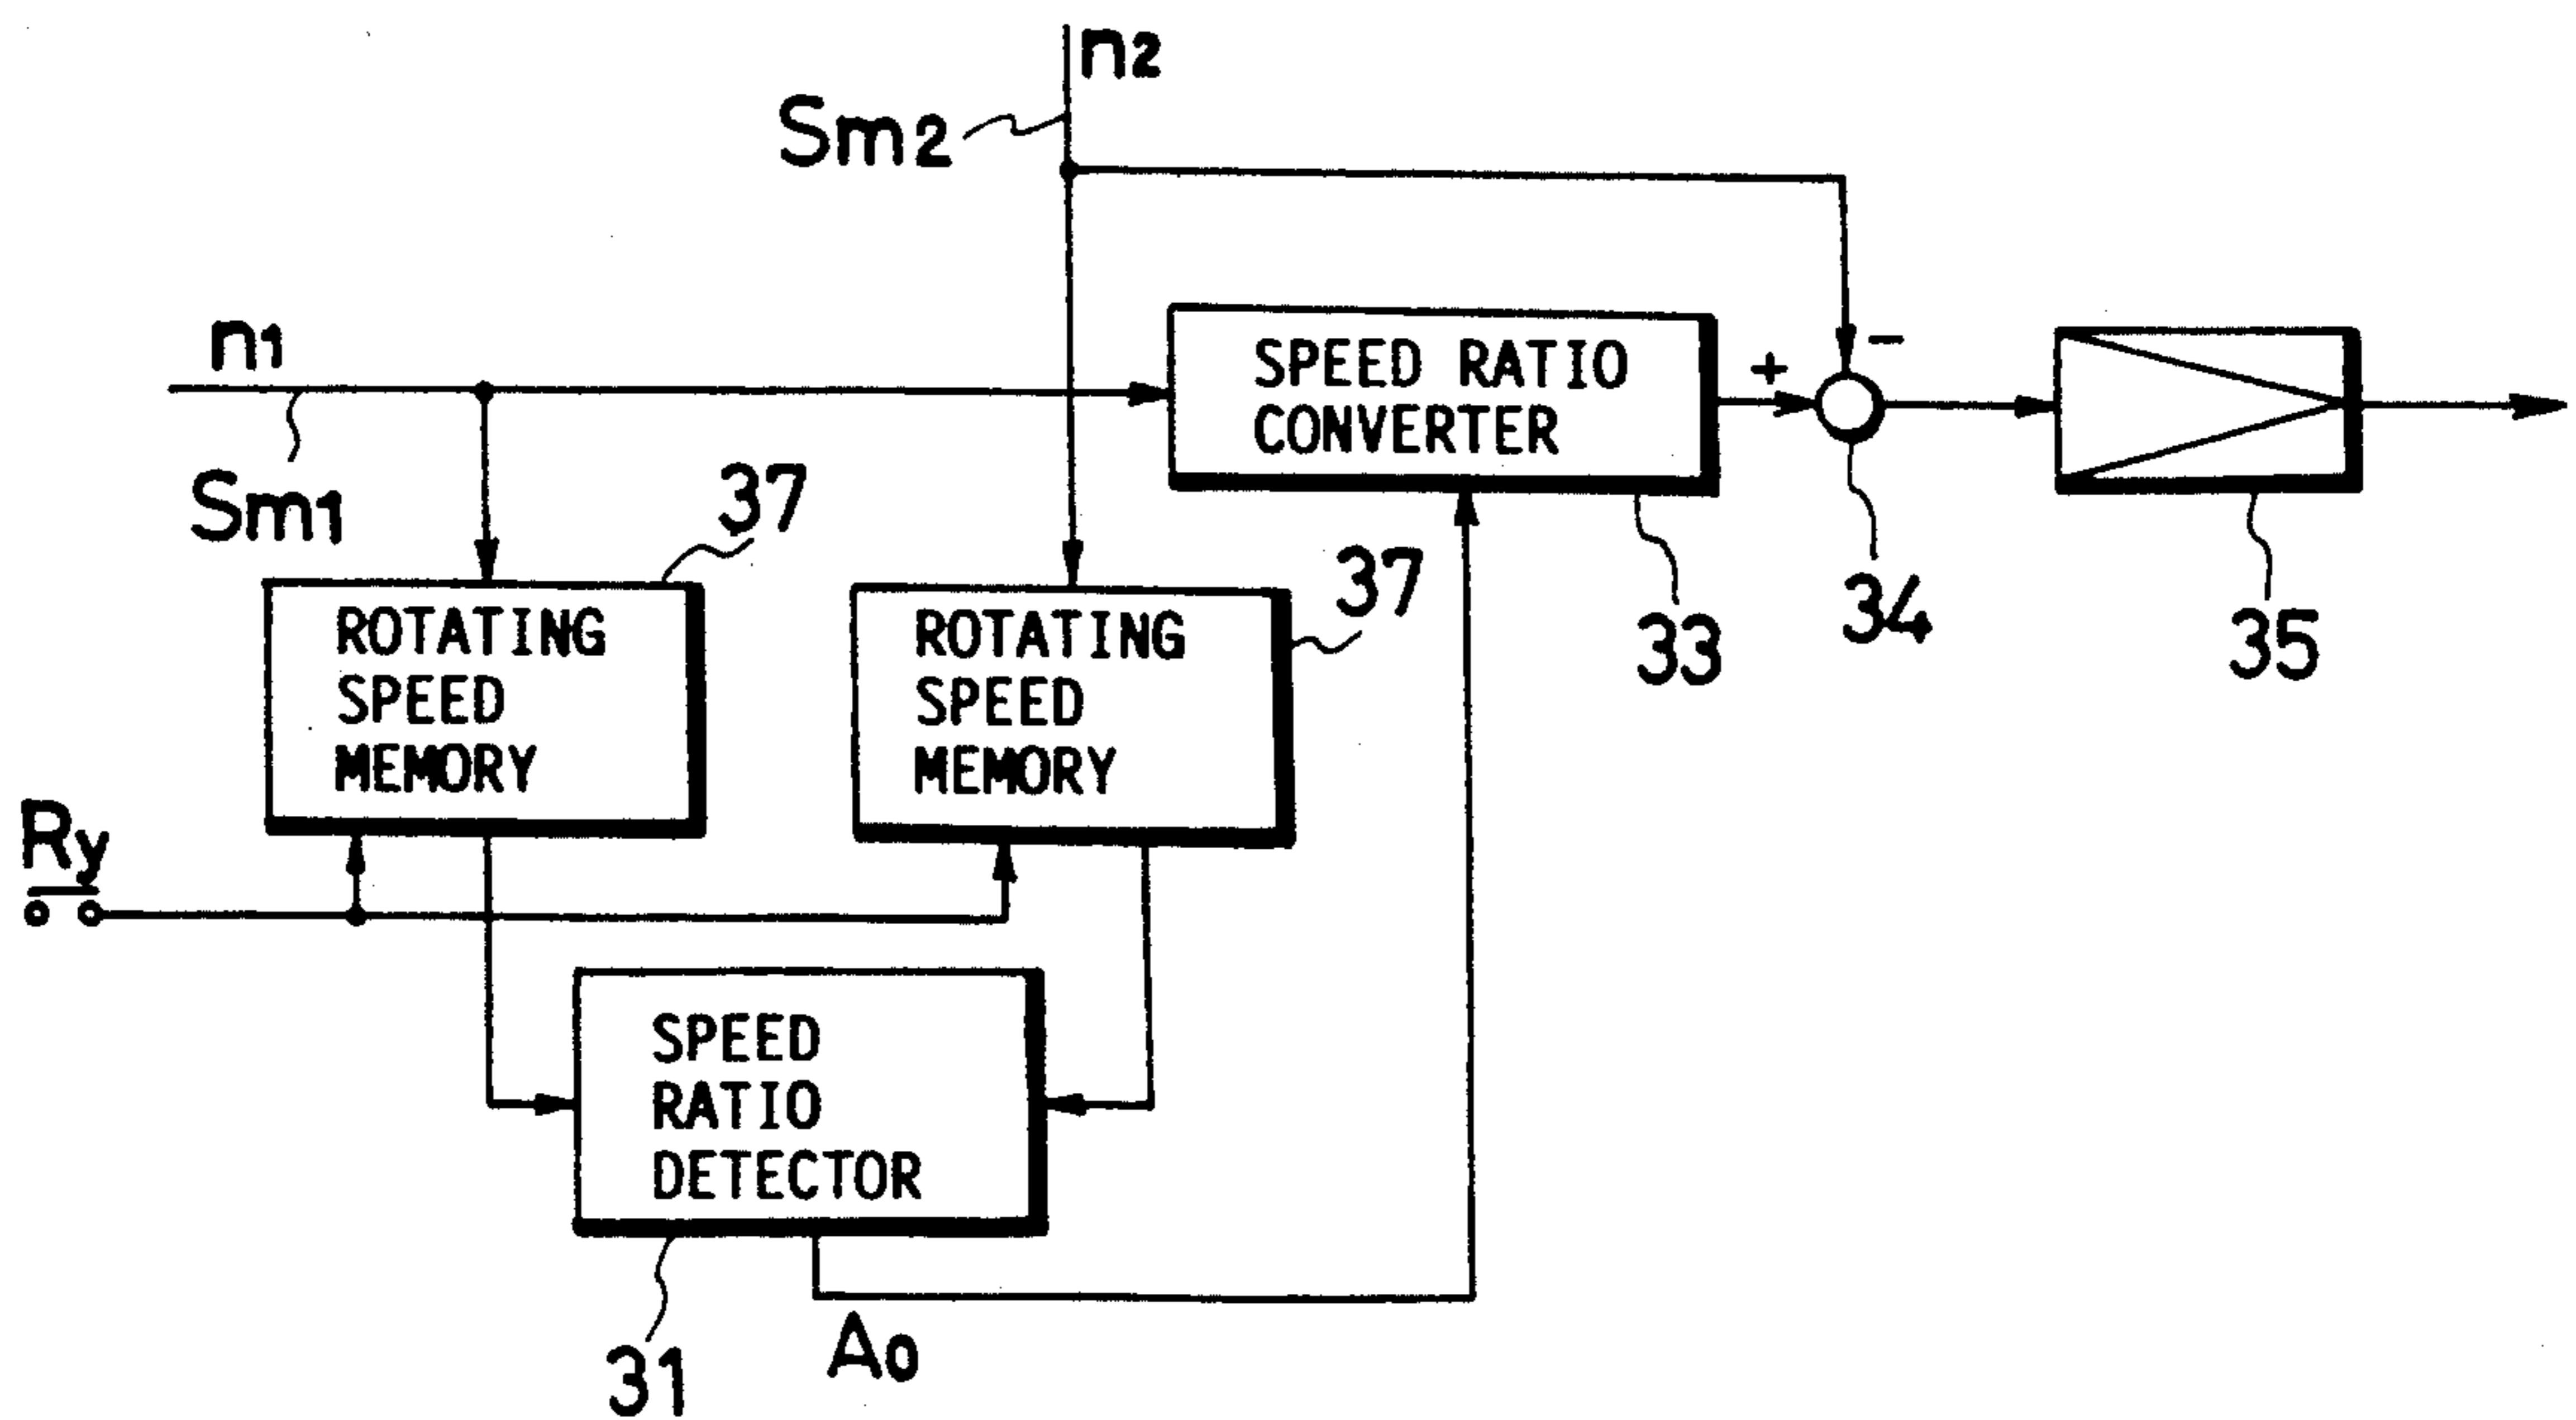 n2
Sm2
n1
Sm1
SPEED RATIO
CONVERTER
+
−
37
37
33
34
35
ROTATING
SPEED
MEMORY
ROTATING
SPEED
MEMORY
Ry
SPEED
RATIO
DETECTOR
31
A0